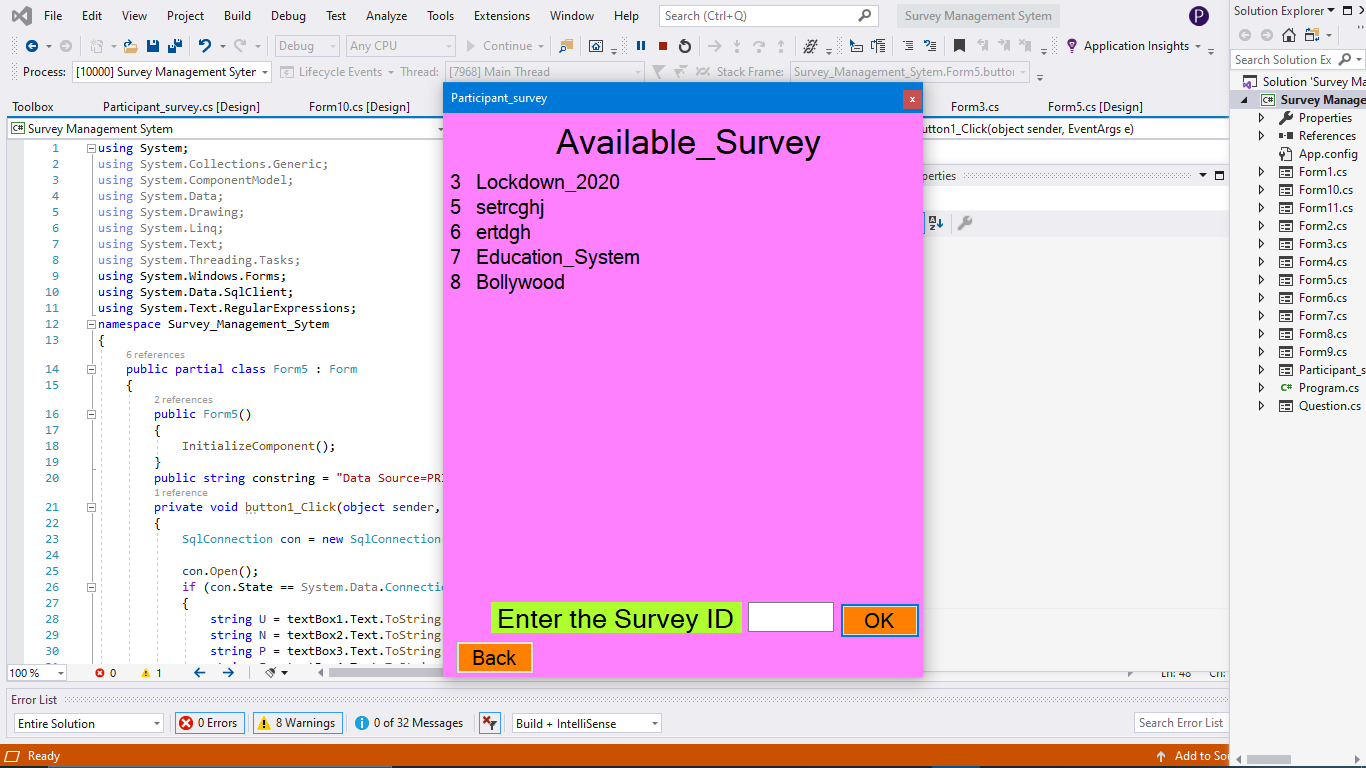 File Edit View Project Build Debug Test Analyze Tools Extensions Window Help Search (Ctrl+Q) Survey Management Sytem P
Debug Any CPU Continue Application Insights
Process: [10000] Survey Management Syter Lifecycle Events Thread: [7968] Main Thread Stack Frame: Survey_Management_Sytem.Form5.buttor
Toolbox Participant_survey.cs [Design] Form10.cs [Design] Form3.cs Form5.cs [Design]
C# Survey Management Sytem utton1_Click(object sender, EventArgs e)
1 using System;
2 using System.Collections.Generic;
3 using System.ComponentModel;
4 using System.Data;
5 using System.Drawing;
6 using System.Linq;
7 using System.Text;
8 using System.Threading.Tasks;
9 using System.Windows.Forms;
10 using System.Data.SqlClient;
11 using System.Text.RegularExpressions;
12 namespace Survey_Management_Sytem
13 {
6 references
14 public partial class Form5 : Form
15 {
2 references
16 public Form5()
17 {
18 InitializeComponent();
19 }
20 public string constring = "Data Source=PRI
1 reference
21 private void button1_Click(object sender,
22 {
23 SqlConnection con = new SqlConnection
24
25 con.Open();
26 if (con.State == System.Data.Connectio
27 {
28 string U = textBox1.Text.ToString
29 string N = textBox2.Text.ToString
30 string P = textBox3.Text.ToString
100 % 0 1 Ln: 48 Ch:
Participant_survey x
Available_Survey
3 Lockdown_2020
5 setrcghj
6 ertdgh
7 Education_System
8 Bollywood
Enter the Survey ID OK
Back
perties
Solution Explorer
Search Solution Ex
Solution 'Survey Ma
C# Survey Manage
Properties
References
App.config
Form1.cs
Form10.cs
Form11.cs
Form2.cs
Form3.cs
Form4.cs
Form5.cs
Form6.cs
Form7.cs
Form8.cs
Form9.cs
Participant_s
C# Program.cs
Question.cs
Error List
Entire Solution 0 Errors 8 Warnings 0 of 32 Messages Build + IntelliSense Search Error List
Ready Add to Sou